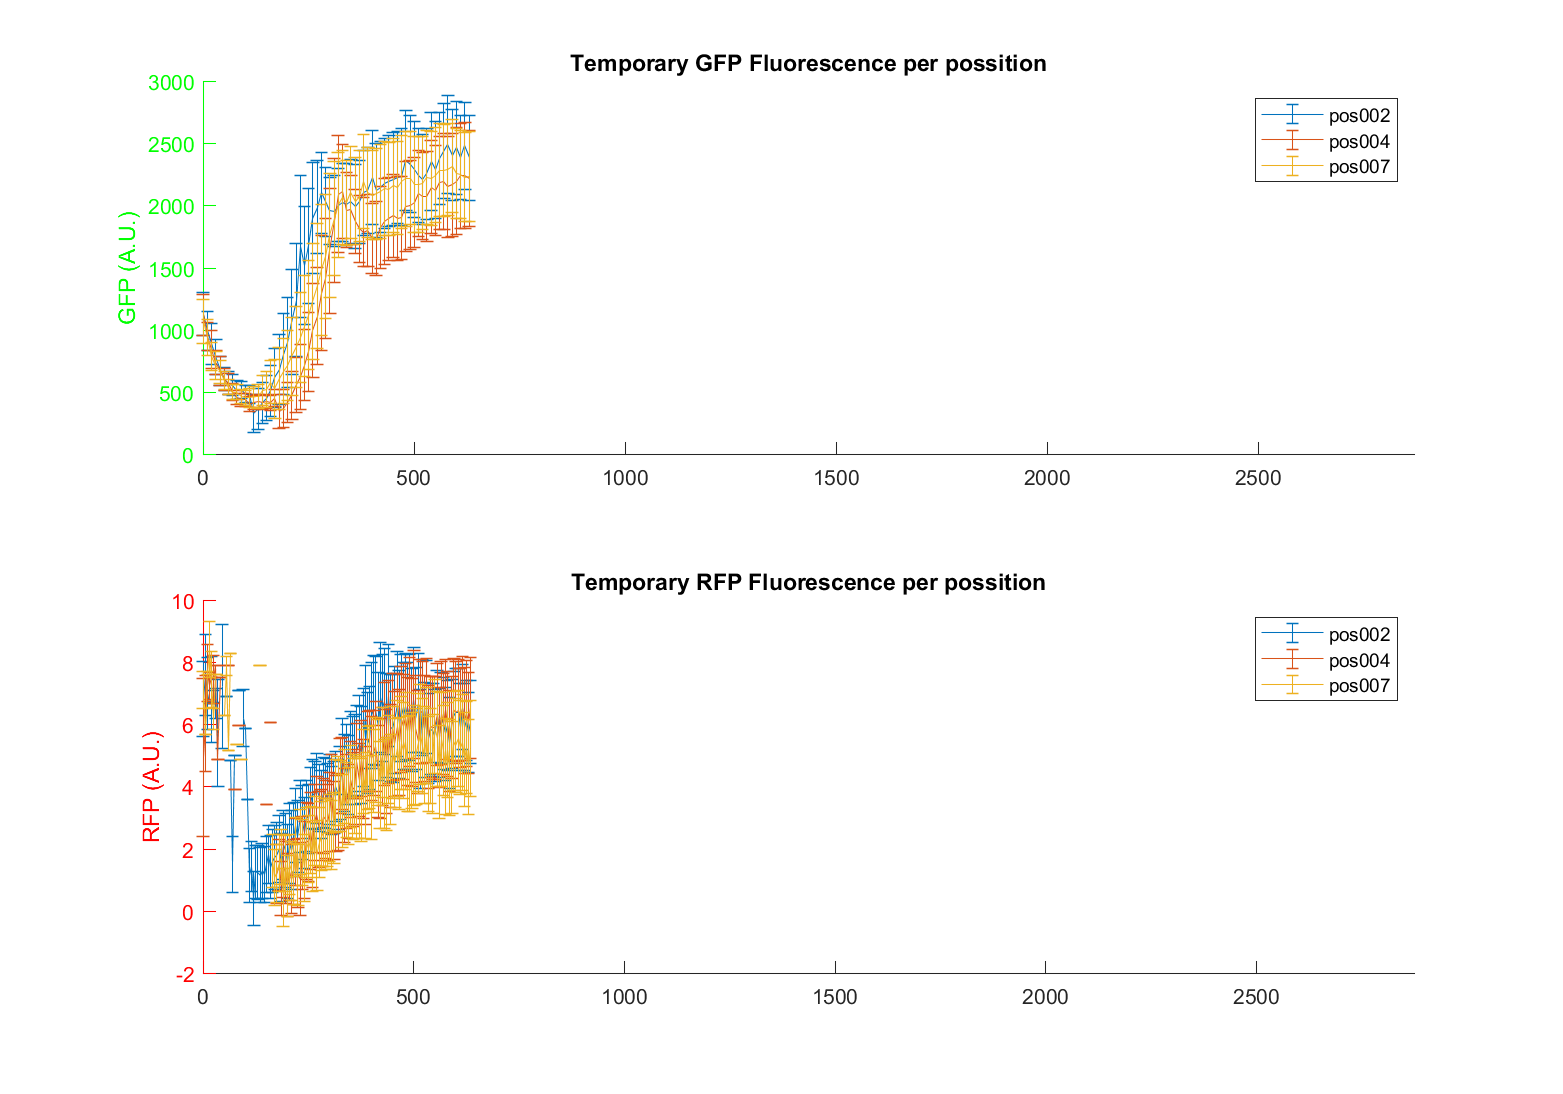 Temporary GFP Fluorescence per possition
3000
2500
2000
1500
1000
500
0
GFP (A.U.)
0 500 1000 1500 2000 2500
pos002
pos004
pos007
Temporary RFP Fluorescence per possition
10
8
6
4
2
0
-2
RFP (A.U.)
0 500 1000 1500 2000 2500
pos002
pos004
pos007